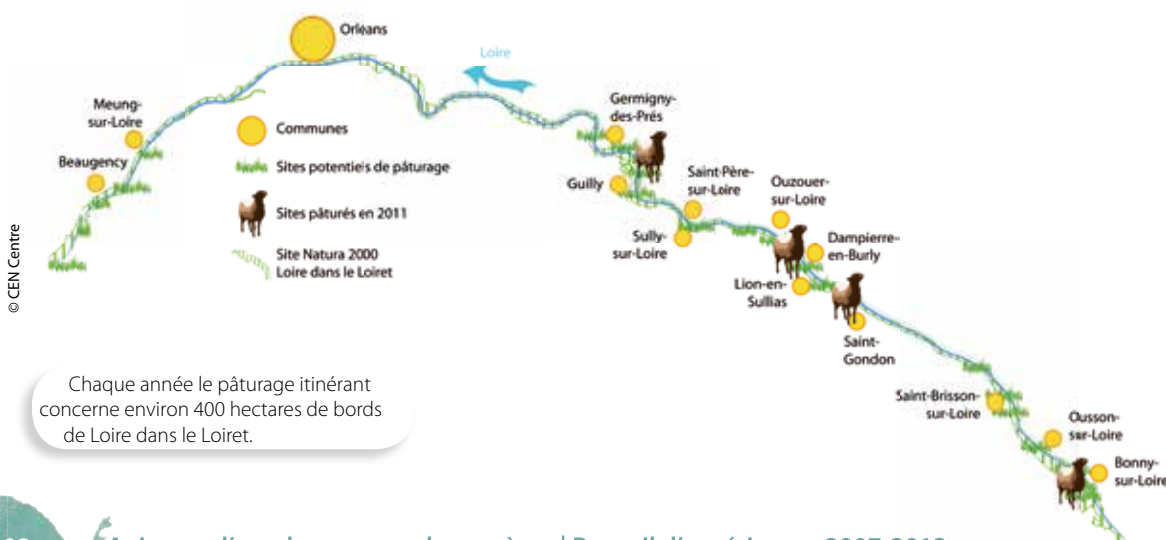 Orléans
Loire
Meung-
sur-Loire
Beaugency
Communes
Sites potentiels de pâturage
Sites pâturés en 2011
Site Natura 2000
Loire dans le Loiret
Germigny-
des-Prés
Guilly
Saint-Père-
sur-Loire
Sully-
sur-Loire
Ouzouer-
sur-Loire
Dampierre-
en-Burly
Lion-en-
Sullias
Saint-
Gondon
Saint-Brisson-
sur-Loire
Ousson-
sur-Loire
Bonny-
sur-Loire
© CEN Centre
Chaque année le pâturage itinérant
concerne environ 400 hectares de bords
de Loire dans le Loiret.